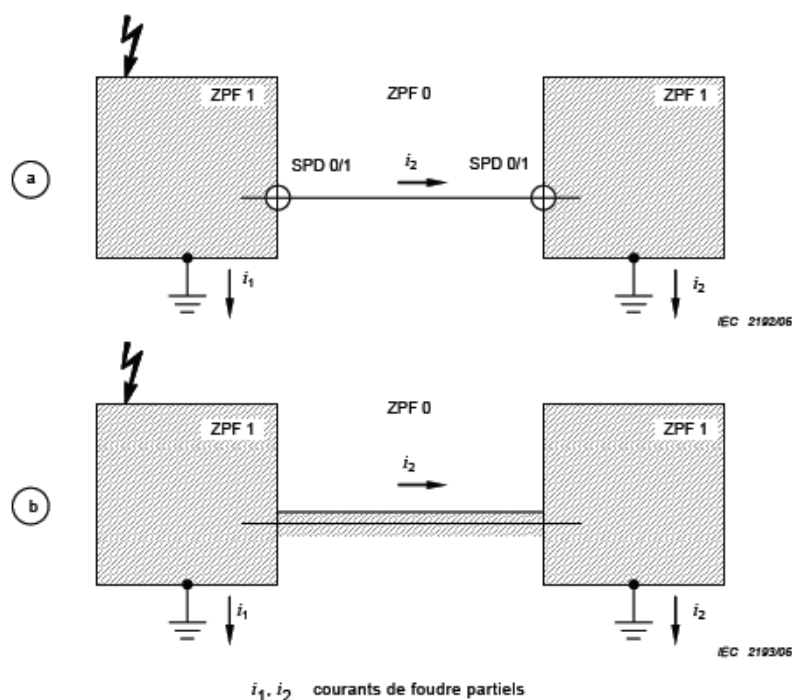 ZPF 1
ZPF 0
ZPF 1
a
SPD 0/1
i2
SPD 0/1
i1
i2
IEC 2192/06
ZPF 1
ZPF 0
ZPF 1
i2
b
i1
i2
IEC 2193/06
i1, i2 courants de foudre partiels